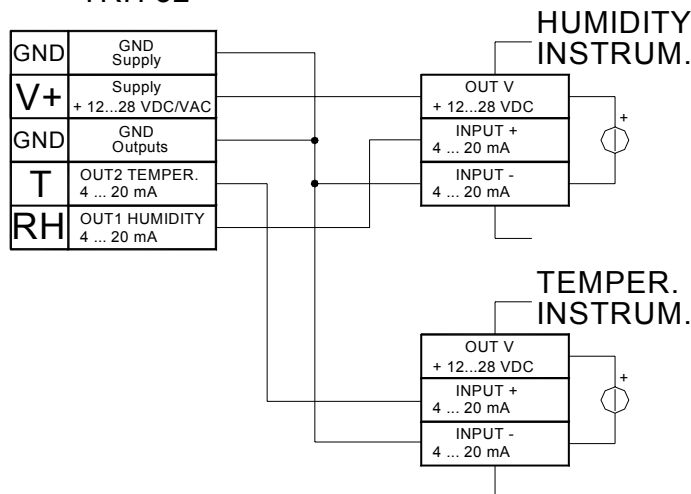 HUMIDITY
INSTRUM.
GND
GND
Supply
V+
Supply
+ 12...28 VDC/VAC
GND
GND
Outputs
T
OUT2 TEMPER.
4 ... 20 mA
RH
OUT1 HUMIDITY
4 ... 20 mA
OUT V
+ 12...28 VDC
+
INPUT +
4 ... 20 mA
INPUT -
4 ... 20 mA
TEMPER.
INSTRUM.
OUT V
+ 12...28 VDC
+
INPUT +
4 ... 20 mA
INPUT -
4 ... 20 mA